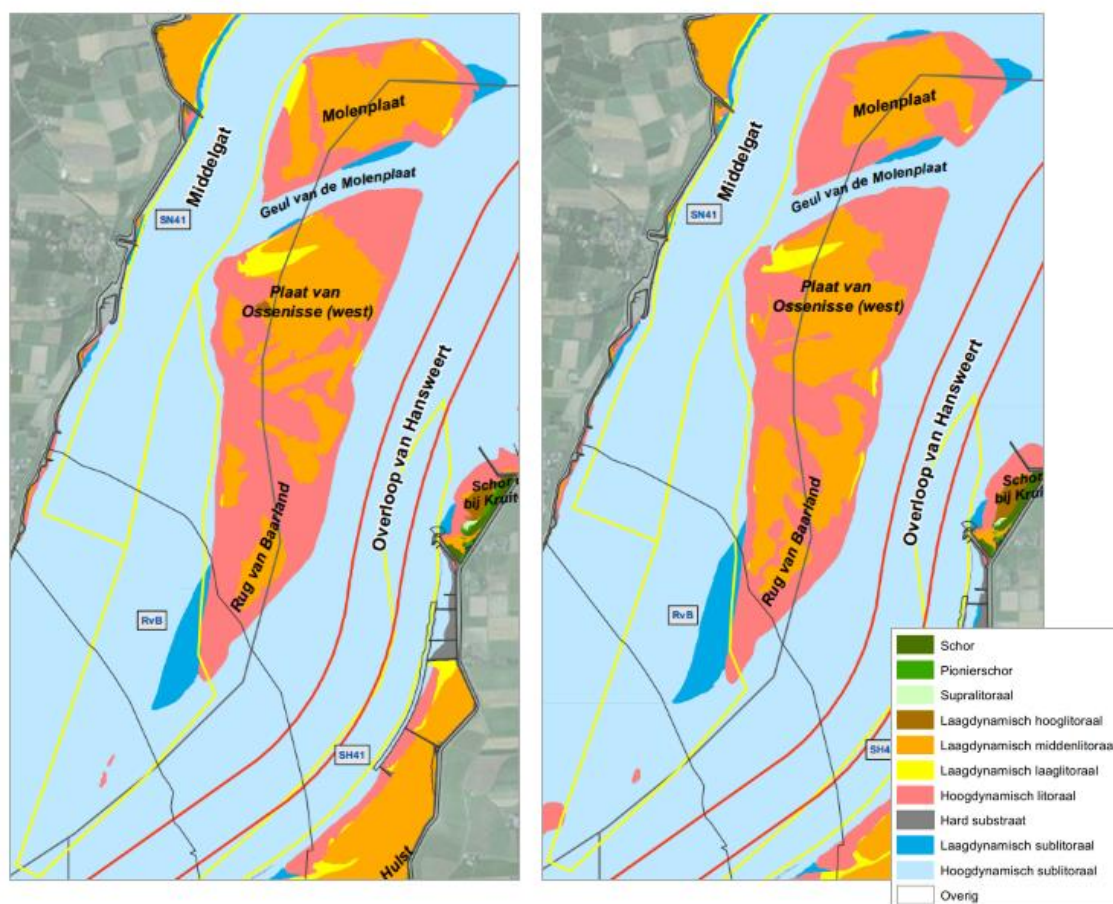 Molenplaat
Middelgat
Geul van de Molenplaat
SN41
Plaat van
Ossenisse (west)
Overloop van Hansweert
Schor
bij Kruit
Rug van Baarland
RvB
SH41
Hulst
Molenplaat
Middelgat
Geul van de Molenplaat
SN41
Plaat van
Ossenisse (west)
Overloop van Hansweert
Schor
bij Kruit
Rug van Baarland
RvB
SH4
Schor
Pionierschor
Supralitoraal
Laagdynamisch hooglitoraal
Laagdynamisch middenlitoraal
Laagdynamisch laaglitoraal
Hoogdynamisch litoraal
Hard substraat
Laagdynamisch sublitoraal
Hoogdynamisch sublitoraal
Overig